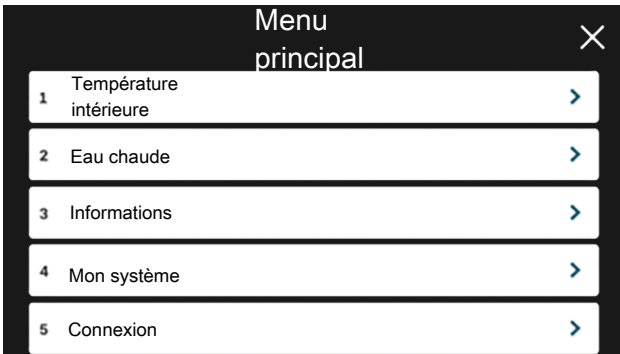 Menu
principal
1 Température
intérieure
2 Eau chaude
3 Informations
4 Mon système
5 Connexion